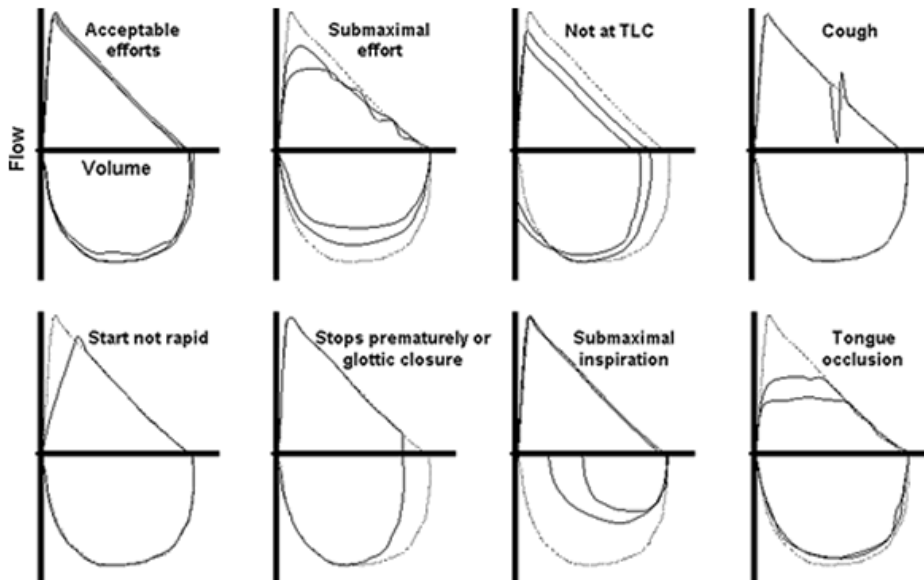 Acceptable
efforts
Submaximal
effort
Not at TLC
Cough
Flow
Volume
Start not rapid
Stops prematurely or
glottic closure
Submaximal
inspiration
Tongue
occlusion